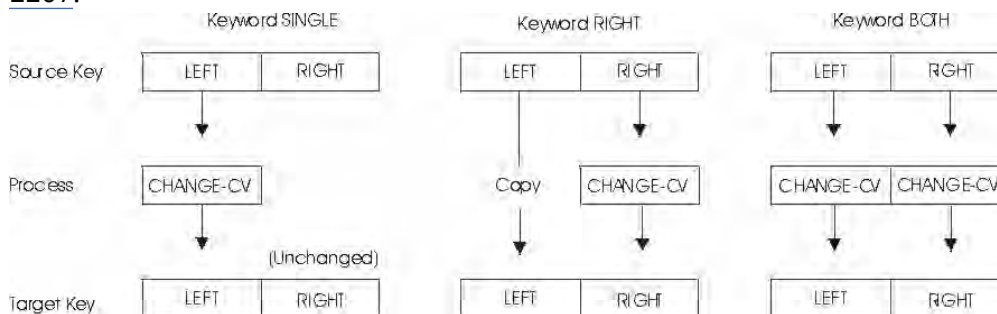 Keyword SINGLE Keyword RIGHT Keyword BOTH
Source Key LEFT RIGHT LEFT RIGHT LEFT RIGHT
Process CHANGE-CV Copy CHANGE-CV CHANGE-CV CHANGE-CV
(Unchanged)
Target Key LEFT RIGHT LEFT RIGHT LEFT RIGHT